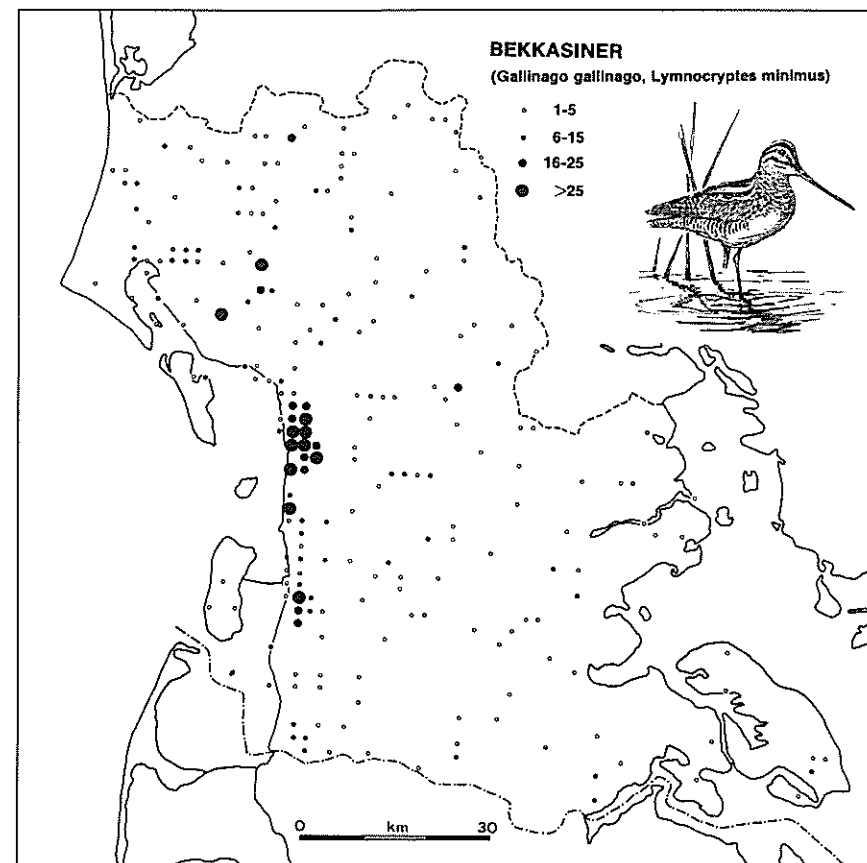 BEKKASINER
(Gallinago gallinago, Lymnocryptes minimus)
1-5
6-15
16-25
>25
0 km 30